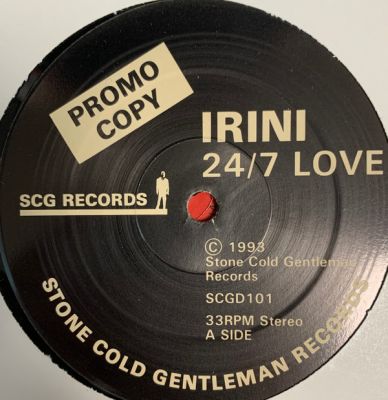 PROMO
COPY
IRINI
24/7 LOVE
SCG RECORDS
© 1993
Stone Cold Gentleman
Records
SCGD101
33RPM Stereo
A SIDE
STONE COLD GENTLEMAN RECORDS